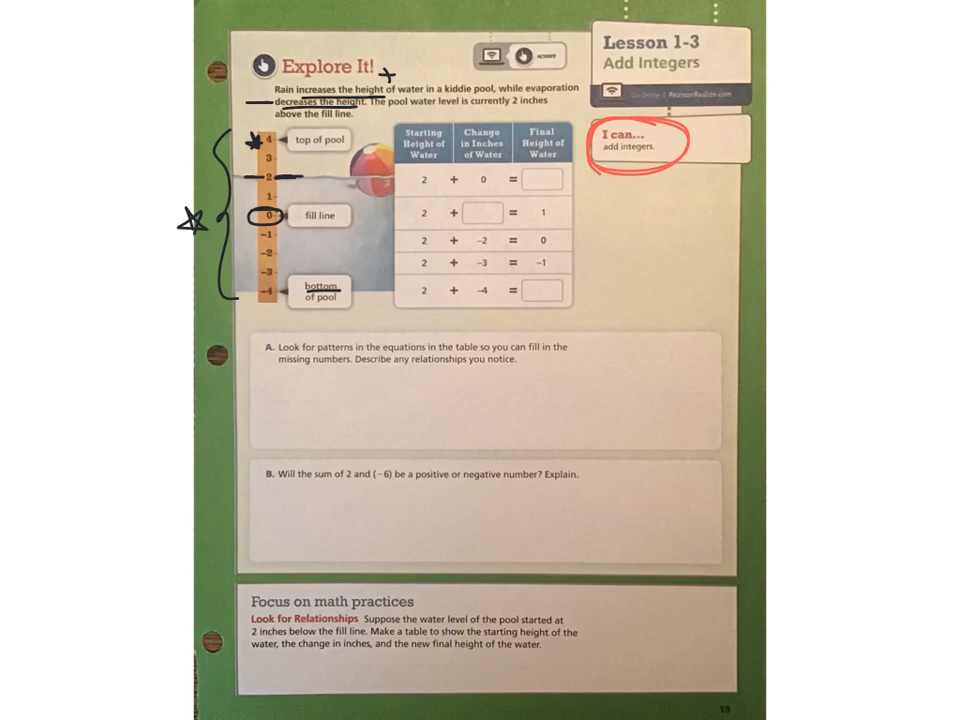 Lesson 1-3
Add Integers
Go Online | PearsonRealize.com
I can...
add integers.
ACTIVITY
Explore It! +
Rain increases the height of water in a kiddie pool, while evaporation
— decreases the height. The pool water level is currently 2 inches
above the fill line.
4 top of pool
3
2
1
0 fill line
-1
-2
-3
-4 bottom
of pool
Starting Change Final
Height of in Inches Height of
Water of Water Water
2 + 0 =
2 + = 1
2 + -2 = 0
2 + -3 = -1
2 + -4 =
A. Look for patterns in the equations in the table so you can fill in the
missing numbers. Describe any relationships you notice.
B. Will the sum of 2 and (-6) be a positive or negative number? Explain.
Focus on math practices
Look for Relationships Suppose the water level of the pool started at
2 inches below the fill line. Make a table to show the starting height of the
water, the change in inches, and the new final height of the water.
19